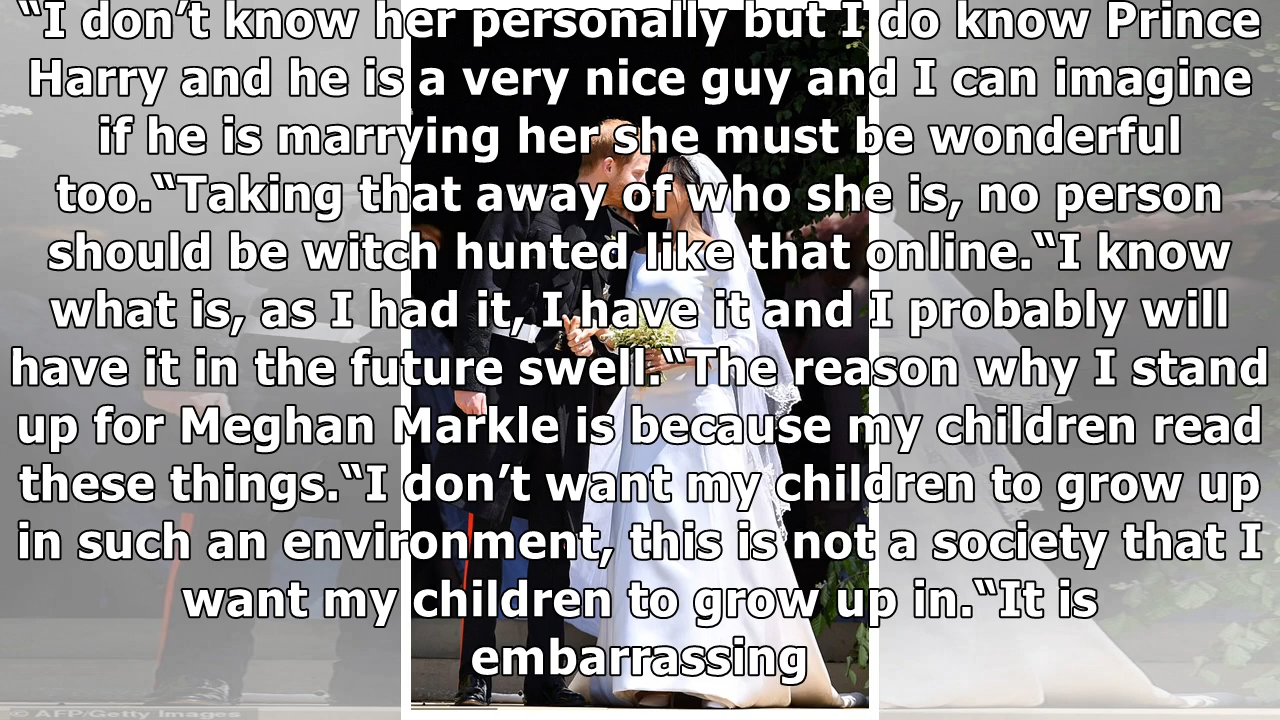 “I don’t know her personally but I do know Prince
Harry and he is a very nice guy and I can imagine
if he is marrying her she must be wonderful
too.“Taking that away of who she is, no person
should be witch hunted like that online.“I know
what is, as I had it, I have it and I probably will
have it in the future swell.“The reason why I stand
up for Meghan Markle is because my children read
these things.“I don’t want my children to grow up
in such an environment, this is not a society that I
want my children to grow up in.“It is
embarrassing
© AFP/Getty Images